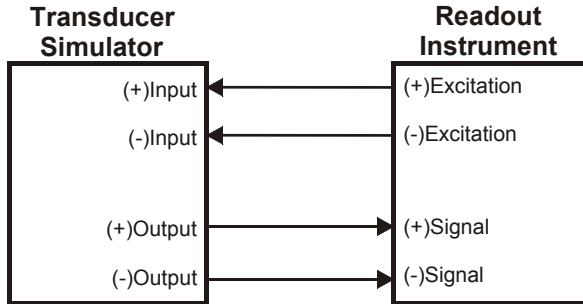 Transducer
Simulator
Readout
Instrument
(+)Input
(+)Excitation
(-)Input
(-)Excitation
(+)Output
(+)Signal
(-)Output
(-)Signal